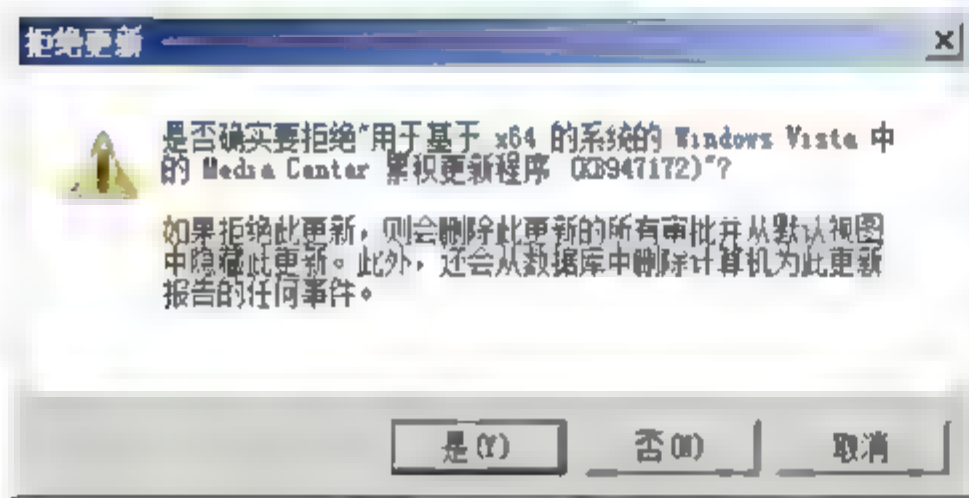 拒绝更新
是否确实要拒绝“用于基于 x64 的系统的 Windows Vista 中
的 Media Center 累积更新程序 (KB947172)”?
如果拒绝此更新，则会删除此更新的所有审批并从默认视图
中隐藏此更新。此外，还会从数据库中删除计算机为此更新
报告的任何事件。
是(Y) 否(N) 取消